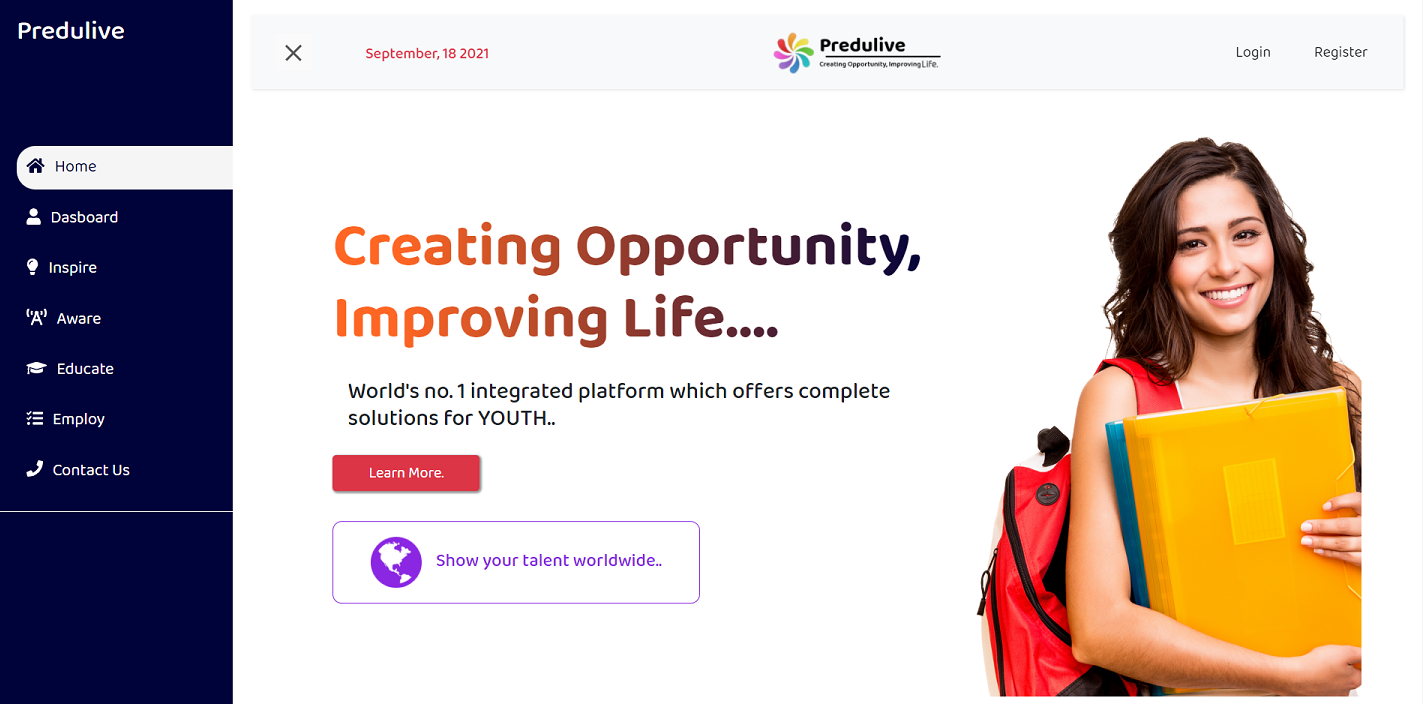 Predulive
Home
Dasboard
Inspire
Aware
Educate
Employ
Contact Us
September, 18 2021
Predulive
Creating Opportunity, Improving Life.
Login
Register
Creating Opportunity,
Improving Life....
World's no. 1 integrated platform which offers complete
solutions for YOUTH..
Learn More.
Show your talent worldwide..